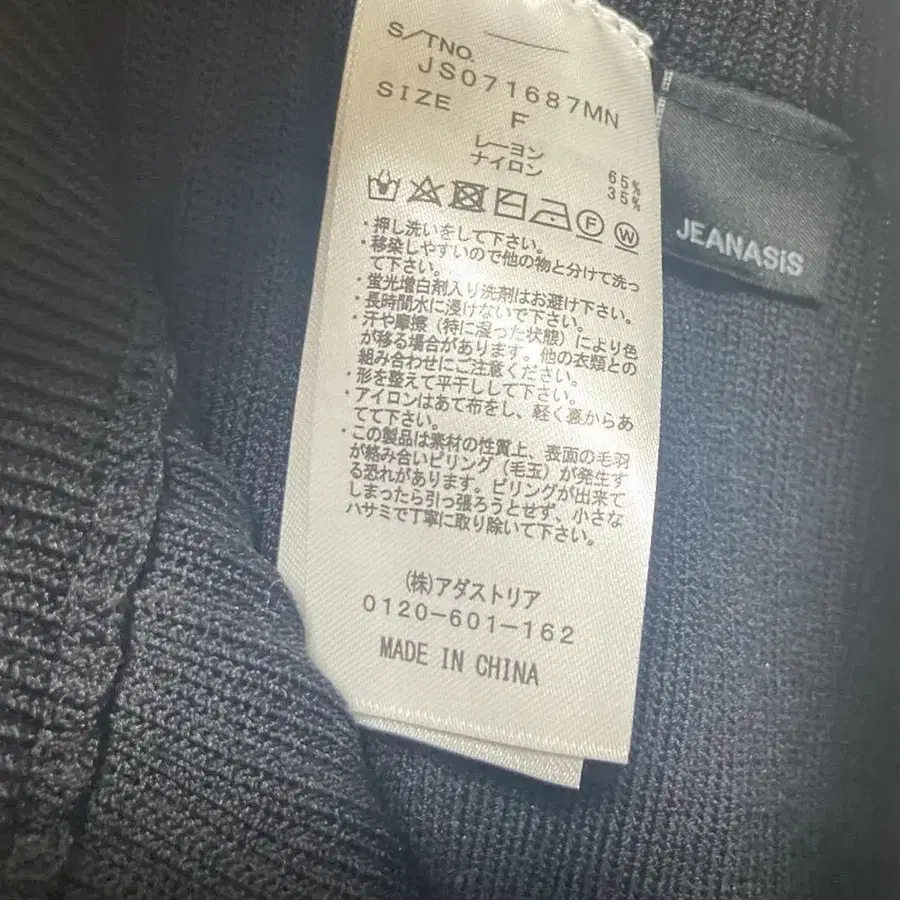 S/TNO.
JS071687MN
SIZE
F
レーヨン 65%
ナイロン 35%
F W
JEANASIS
・押し洗いをして下さい。
・移染しやすいので他の物と分けて洗っ
て下さい。
・蛍光増白剤入り洗剤はお避け下さい。
・長時間水に浸けないで下さい。
・汗や摩擦（特に湿った状態）により色
が移る場合があります。他の衣類との
組み合わせにご注意ください。
・形を整えて平干しして下さい。
・アイロンはあて布をし、軽く裏からあ
てて下さい。
・この製品は素材の性質上、表面の毛羽
が絡み合いピリング（毛玉）が発生す
る恐れがあります。ピリングが出来て
しまったら引っ張ろうとせず、小さな
ハサミで丁寧に取り除いて下さい。
(株)アダストリア
0120-601-162
MADE IN CHINA